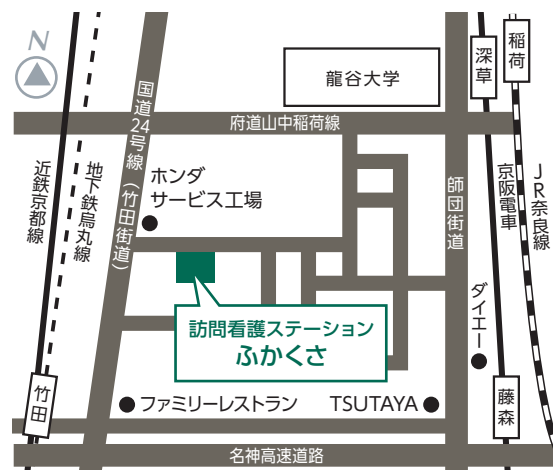 N
龍谷大学
深草
稲荷
府道山中稲荷線
国道24号線（竹田街道）
近鉄京都線
地下鉄烏丸線
ホンダ
サービス工場
師団街道
京阪電車
JR奈良線
ダイエー
訪問看護ステーション
ふかくさ
竹田
ファミリーレストラン
TSUTAYA
藤森
名神高速道路